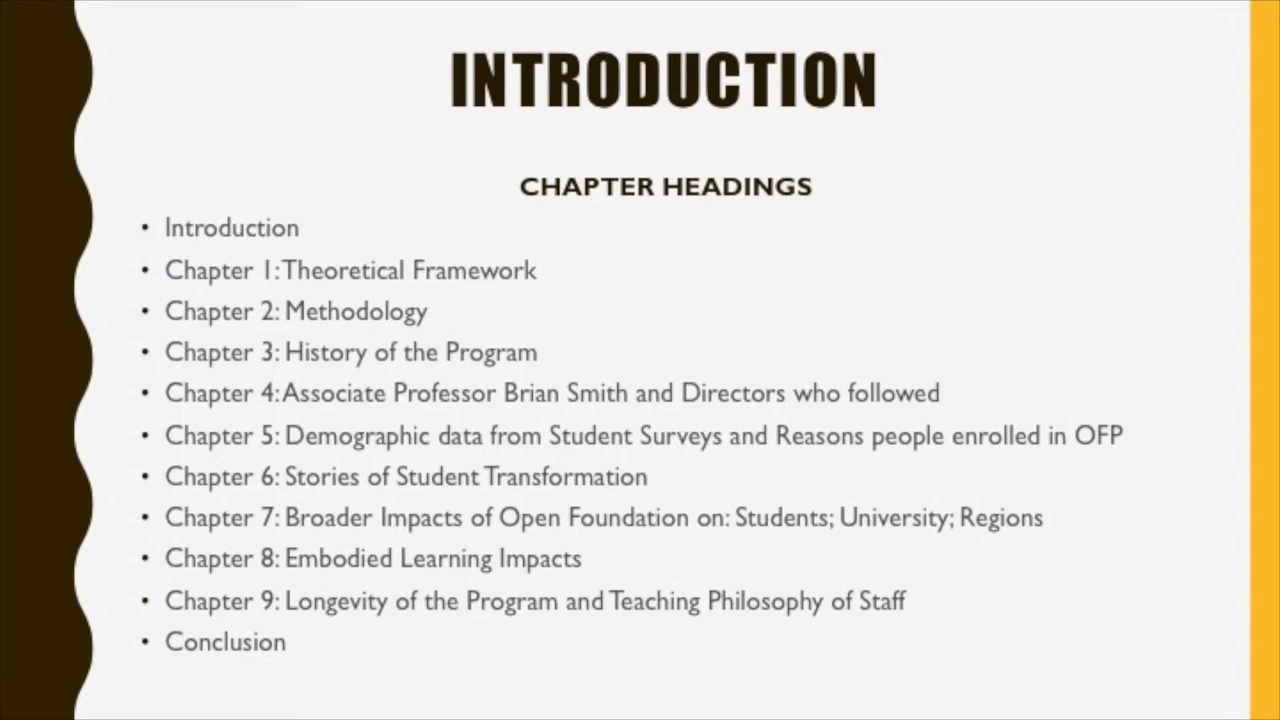 INTRODUCTION
CHAPTER HEADINGS
• Introduction
• Chapter 1: Theoretical Framework
• Chapter 2: Methodology
• Chapter 3: History of the Program
• Chapter 4: Associate Professor Brian Smith and Directors who followed
• Chapter 5: Demographic data from Student Surveys and Reasons people enrolled in OFP
• Chapter 6: Stories of Student Transformation
• Chapter 7: Broader Impacts of Open Foundation on: Students; University; Regions
• Chapter 8: Embodied Learning Impacts
• Chapter 9: Longevity of the Program and Teaching Philosophy of Staff
• Conclusion